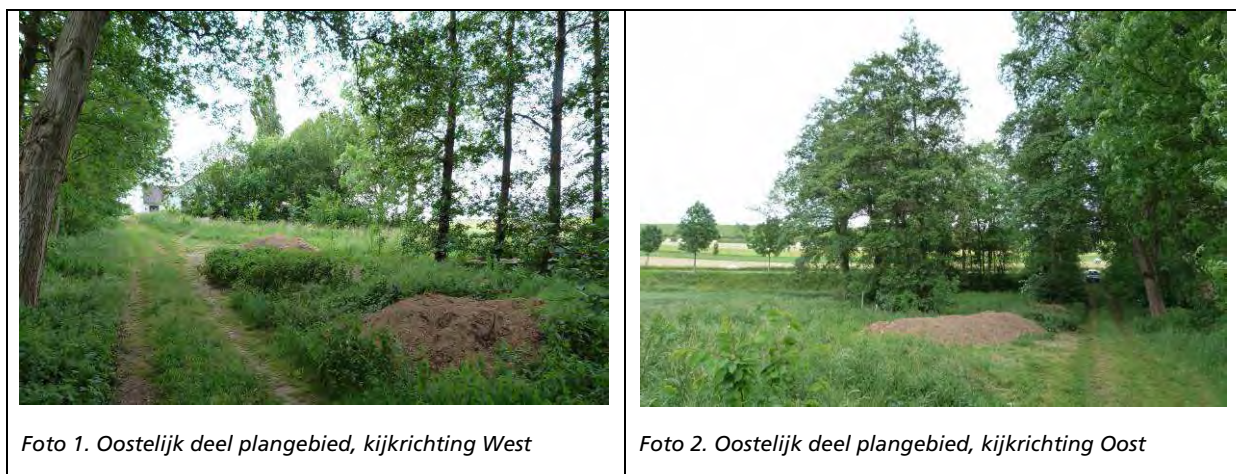 Foto 1. Oostelijk deel plangebied, kijkrichting West
Foto 2. Oostelijk deel plangebied, kijkrichting Oost